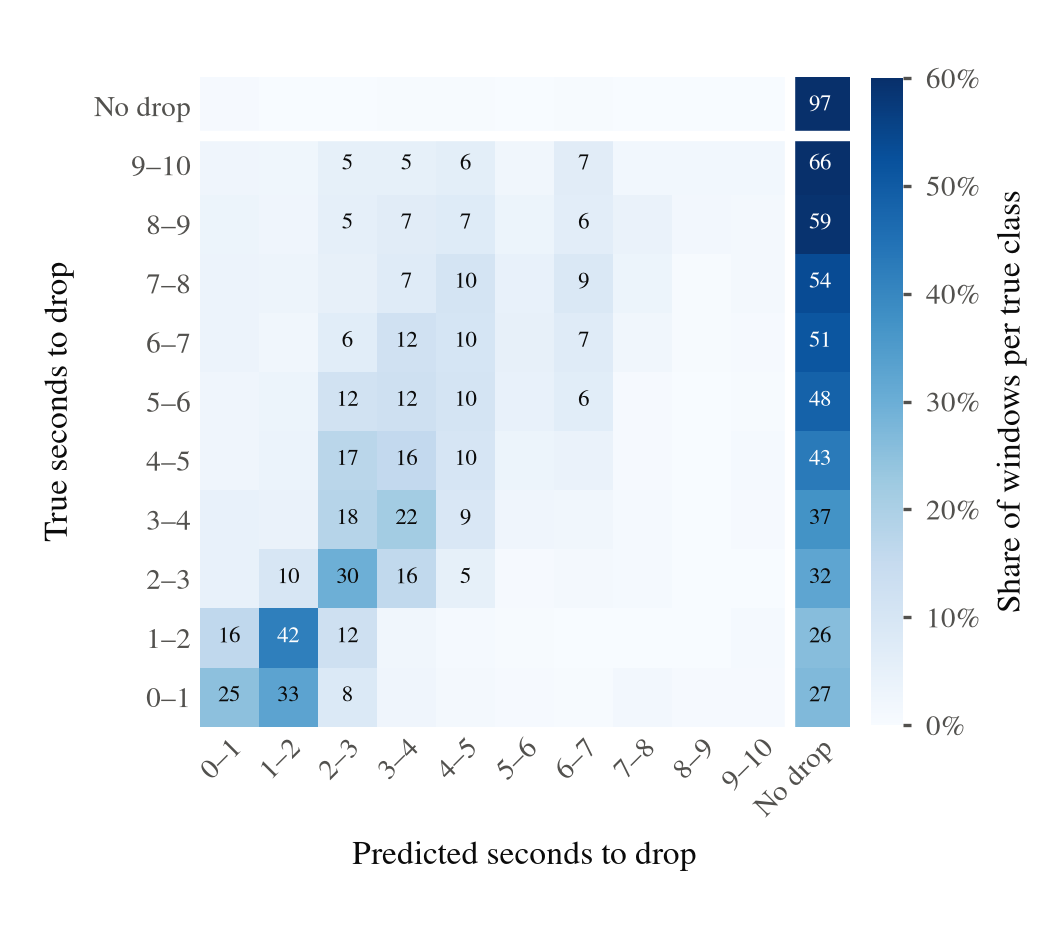 No drop 97 60%
9–10 5 5 6 7 66
8–9 5 7 7 6 59 50%
7–8 7 10 9 54
40%
6–7 6 12 10 7 51
5–6 12 12 10 6 48 30%
4–5 17 16 10 43
3–4 18 22 9 37 20%
2–3 10 30 16 5 32
1–2 16 42 12 26 10%
0–1 25 33 8 27
0%
0–1 1–2 2–3 3–4 4–5 5–6 6–7 7–8 8–9 9–10 No drop
Predicted seconds to drop
True seconds to drop
Share of windows per true class